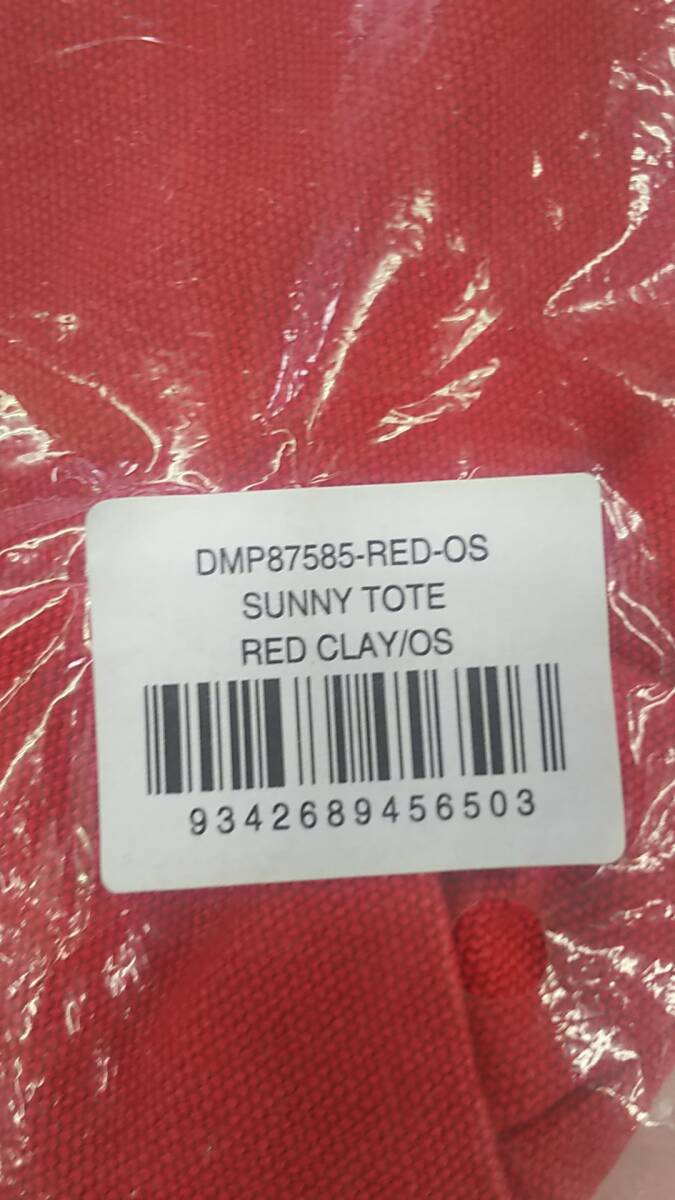 DMP87585-RED-OS
SUNNY TOTE
RED CLAY/OS
9342689456503